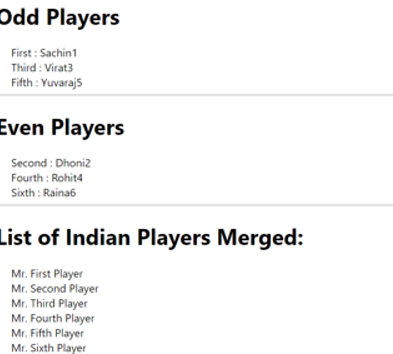 Odd Players
First : Sachin1
Third : Virat3
Fifth : Yuvaraj5
Even Players
Second : Dhoni2
Fourth : Rohit4
Sixth : Raina6
List of Indian Players Merged:
Mr. First Player
Mr. Second Player
Mr. Third Player
Mr. Fourth Player
Mr. Fifth Player
Mr. Sixth Player